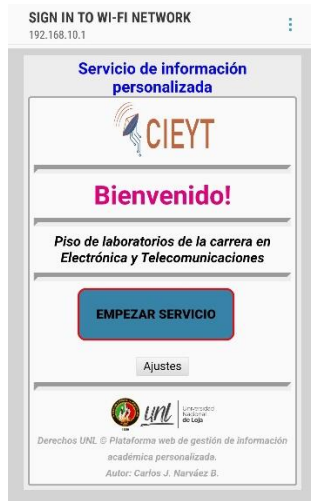 SIGN IN TO WI-FI NETWORK
192.168.10.1
Servicio de información
personalizada
CIEYT
Bienvenido!
Piso de laboratorios de la carrera en
Electrónica y Telecomunicaciones
EMPEZAR SERVICIO
Ajustes
unl
Universidad
Nacional
de Loja
Derechos UNL © Plataforma web de gestión de información
académica personalizada.
Autor: Carlos J. Narváez B.